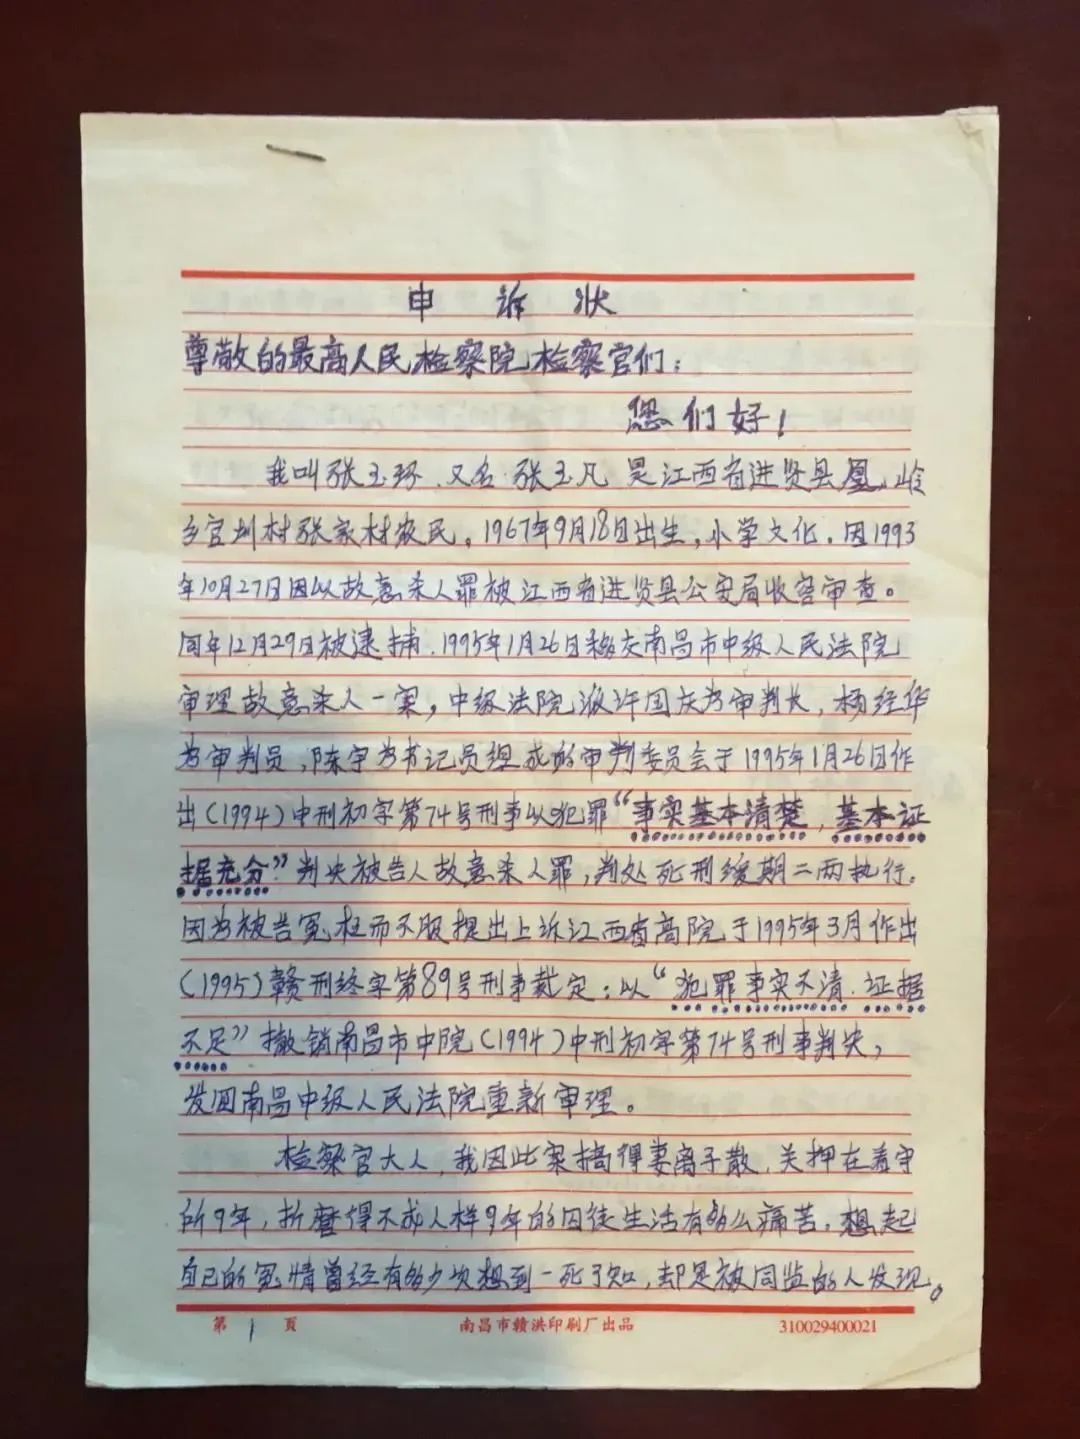 申诉状
尊敬的最高人民检察院检察官们：
您们好！
我叫张玉环、又名·张玉凡 是江西省进贤县凰岭
乡官圳村张家村农民。1967年9月18日出生，小学文化。因1993
年10月27日因以故意杀人罪被江西省进贤县公安局收容审查。
同年12月29日被逮捕．1995年1月26日移交南昌市中级人民法院
审理故意杀人一案，中级法院派许国庆为审判长，杨经华
为审判员，陈宇为书记员组成的审判委员会于1995年1月26日作
出（1994）中刑初字第74号刑事以犯罪“事实基本清楚，基本证
据充分”判决被告人故意杀人罪，判处死刑缓期二两执行。
因为被告冤枉而不服提出上诉江西省高院于1995年3月作出
（1995）赣刑终字第89号刑事裁定：以“犯罪事实不清．证据
不足”撤销南昌市中院（1994）中刑初字第74号刑事判决，
发回南昌中级人民法院重新审理。
检察官大人，我因此案搞得妻离子散，关押在看守
所9年，折磨得不成人样9年的囚徒生活有多么痛苦，想起
自己的冤情曾经有多少次想到一死了知，却是被同监的人发现。
第 1 頁 南昌市赣洪印刷厂出品 310029400021